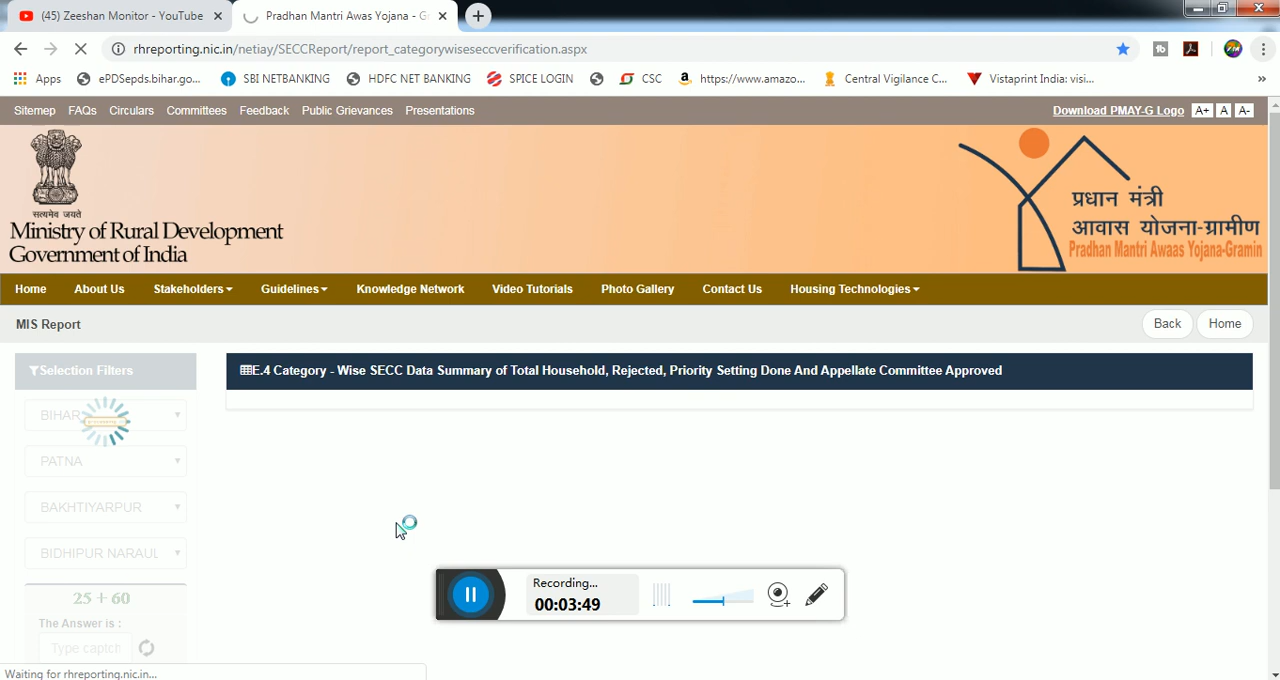 (45) Zeeshan Monitor - YouTube
Pradhan Mantri Awas Yojana - G
rhreporting.nic.in/netiay/SECCReport/report_categorywiseseccverification.aspx
Apps
ePDSepds.bihar.go...
SBI NETBANKING
HDFC NET BANKING
SPICE LOGIN
CSC
https://www.amazo...
Central Vigilance C...
Vistaprint India: visi...
»
Sitemep FAQs Circulars Committees Feedback Public Grievances Presentations
Download PMAY-G Logo A+ A A-
सत्यमेव जयते
Ministry of Rural Development
Government of India
प्रधान मंत्री
आवास योजना-ग्रामीण
Pradhan Mantri Awaas Yojana-Gramin
Home About Us Stakeholders Guidelines Knowledge Network Video Tutorials Photo Gallery Contact Us Housing Technologies
MIS Report
Back Home
Selection Filters
E.4 Category - Wise SECC Data Summary of Total Household, Rejected, Priority Setting Done And Appellate Committee Approved
BIHAR
PATNA
BAKHTIYARPUR
BIDHIPUR NARAUL
25 + 60
The Answer is :
Type captch
Recording...
00:03:49
Waiting for rhreporting.nic.in...